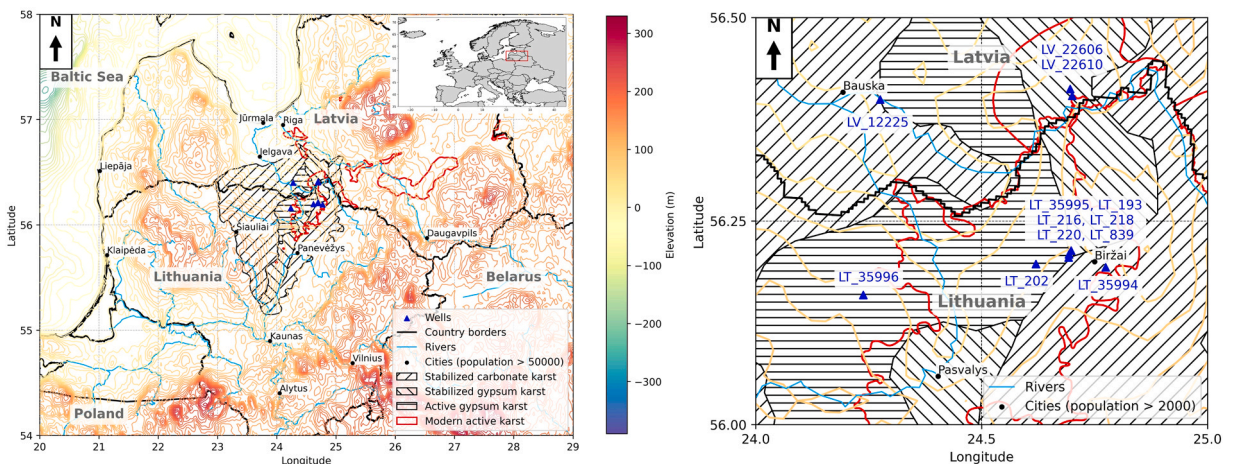 N
Baltic Sea
Jūrmala
Riga
Latvia
Jelgava
Liepāja
Šiauliai
Daugavpils
Klaipėda
Panevėžys
Lithuania
Belarus
Kaunas
Vilnius
Alytus
Poland
Wells
Country borders
Rivers
Cities (population > 50000)
Stabilized carbonate karst
Stabilized gypsum karst
Active gypsum karst
Modern active karst
58
57
56
55
54
Latitude
20 21 22 23 24 25 26 27 28 29
Longitude
300
200
100
0
−100
−200
−300
Elevation (m)
N
Latvia
LV_22606
LV_22610
Bauska
LV_12225
LT_35995, LT_193
LT_216, LT_218
LT_220, LT_839
Biržai
LT_35996
LT_202
LT_35994
Lithuania
Pasvalys
Rivers
Cities (population > 2000)
56.50
56.25
56.00
Latitude
24.0 24.5 25.0
Longitude